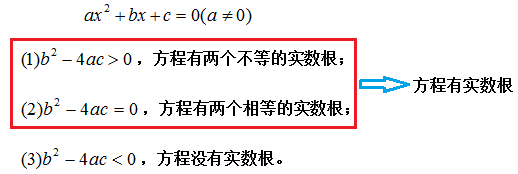 ax² + bx + c = 0(a ≠ 0)
(1)b² − 4ac > 0，方程有两个不等的实数根；
(2)b² − 4ac = 0，方程有两个相等的实数根；
方程有实数根
(3)b² − 4ac < 0，方程没有实数根。